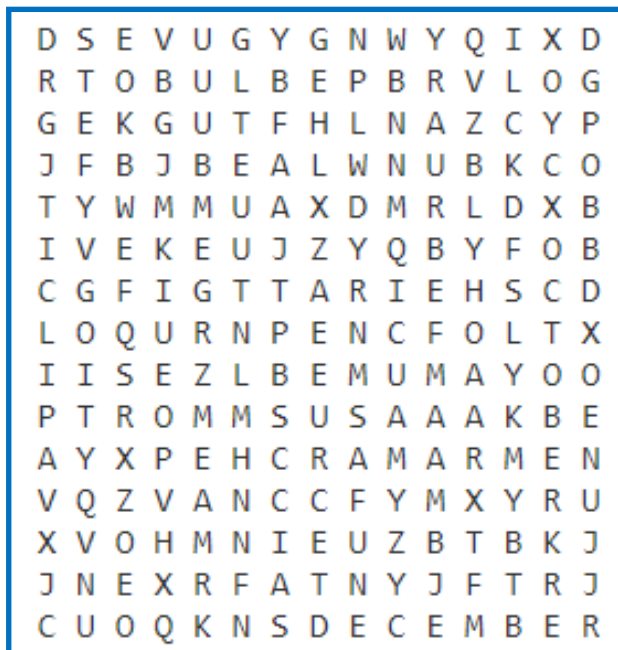 D S E V U G Y G N W Y Q I X D
R T O B U L B E P B R V L O G
G E K G U T F H L N A Z C Y P
J F B J B E A L W N U B K C O
T Y W M M U A X D M R L D X B
I V E K E U J Z Y Q B Y F O B
C G F I G T T A R I E H S C D
L O Q U R N P E N C F O L T X
I I S E Z L B E M U M A Y O O
P T R O M M S U S A A A K B E
A Y X P E H C R A M A R M E N
V Q Z V A N C C F Y M X Y R U
X V O H M N I E U Z B T B K J
J N E X R F A T N Y J F T R J
C U O Q K N S D E C E M B E R